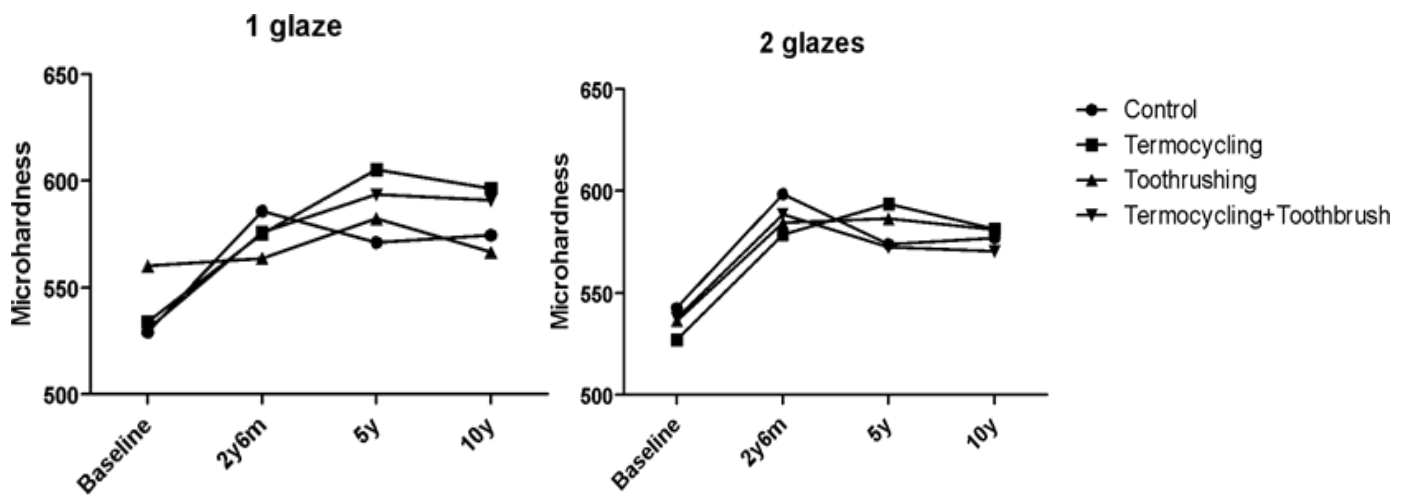 1 glaze
650
600
550
500
Microhardness
Baseline
2y6m
5y
10y
2 glazes
650
600
550
500
Microhardness
Baseline
2y6m
5y
10y
Control
Termocycling
Toothrushing
Termocycling+Toothbrush